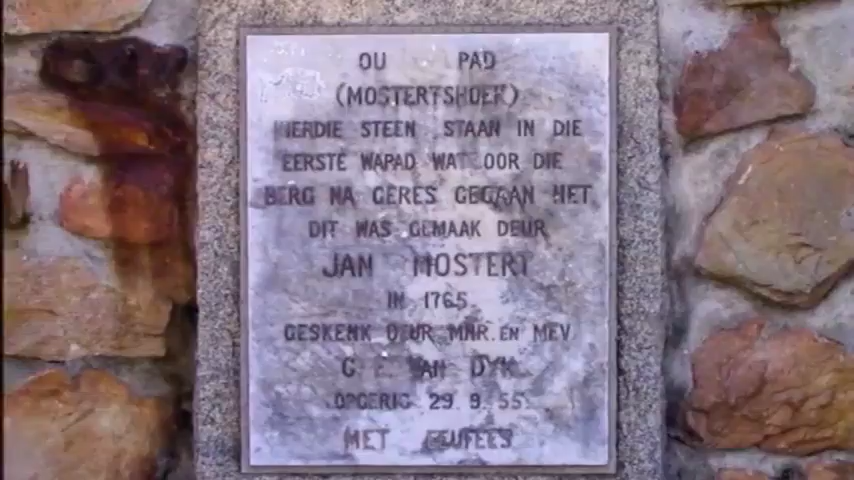 OU PAD
(MOSTERTSHOEK)
HIERDIE STEEN STAAN IN DIE
EERSTE WAPAD WAT OOR DIE
BERG NA CERES GEGAAN HET
DIT WAS GEMAAK DEUR
JAN MOSTERT
IN 1765.
GESKENK DEUR MNR. EN MEV
VAN DYK
OPGERIG 29.9.55.
MET FEUFEES